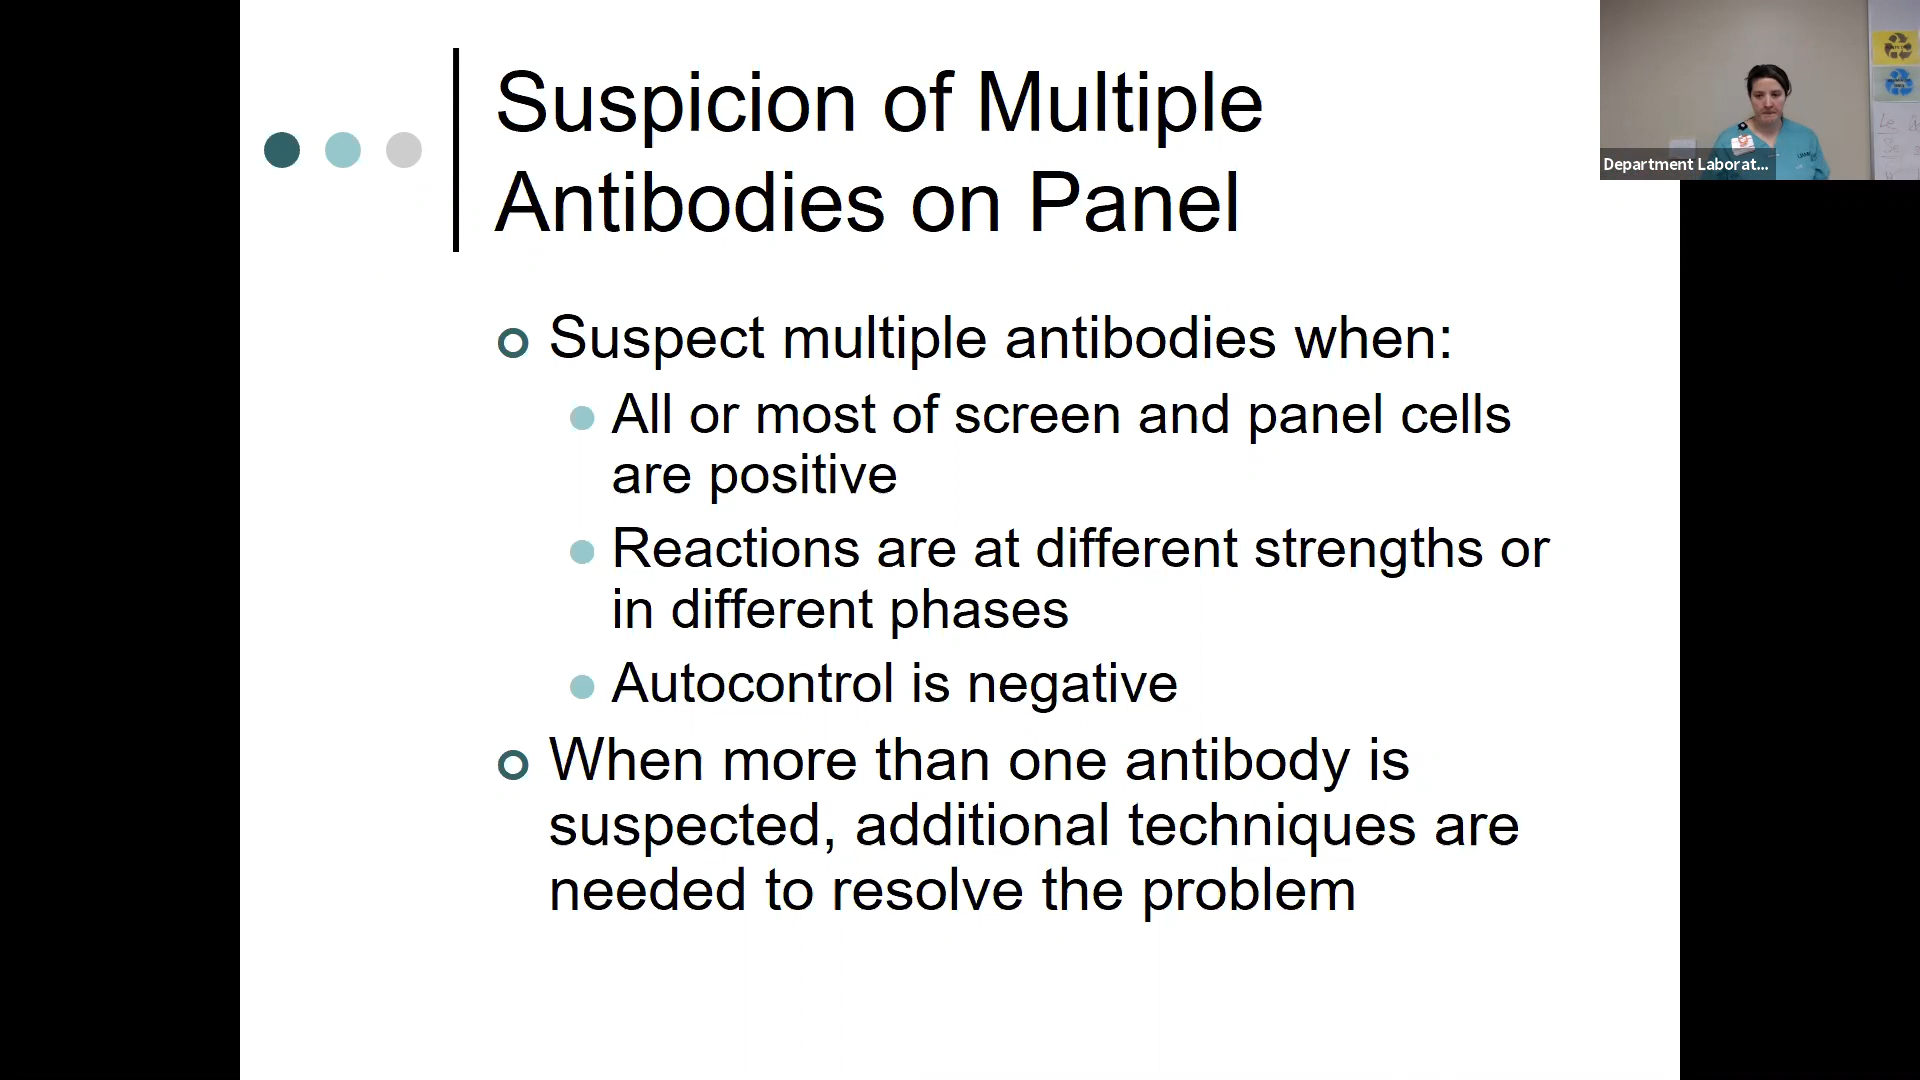 Suspicion of Multiple
Antibodies on Panel
Suspect multiple antibodies when:
All or most of screen and panel cells
are positive
Reactions are at different strengths or
in different phases
Autocontrol is negative
When more than one antibody is
suspected, additional techniques are
needed to resolve the problem
Department Laborat...
Le
Se